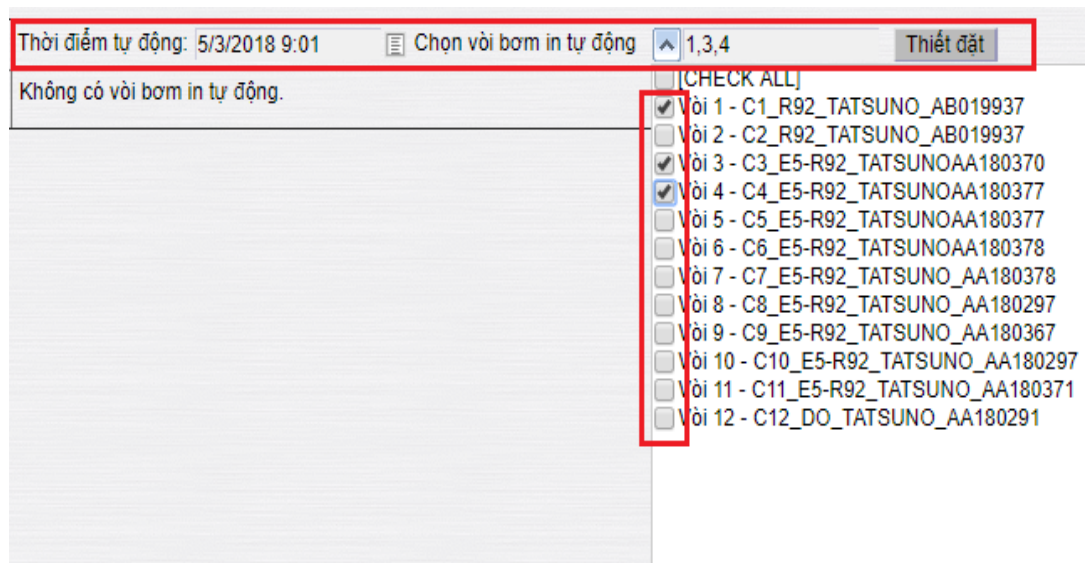 Thời điểm tự động: 5/3/2018 9:01 Chọn vòi bơm in tự động 1,3,4 Thiết đặt
Không có vòi bơm in tự động.
[CHECK ALL]
Vòi 1 - C1_R92_TATSUNO_AB019937
Vòi 2 - C2_R92_TATSUNO_AB019937
Vòi 3 - C3_E5-R92_TATSUNOAA180370
Vòi 4 - C4_E5-R92_TATSUNOAA180377
Vòi 5 - C5_E5-R92_TATSUNOAA180377
Vòi 6 - C6_E5-R92_TATSUNOAA180378
Vòi 7 - C7_E5-R92_TATSUNO_AA180378
Vòi 8 - C8_E5-R92_TATSUNO_AA180297
Vòi 9 - C9_E5-R92_TATSUNO_AA180367
Vòi 10 - C10_E5-R92_TATSUNO_AA180297
Vòi 11 - C11_E5-R92_TATSUNO_AA180371
Vòi 12 - C12_DO_TATSUNO_AA180291